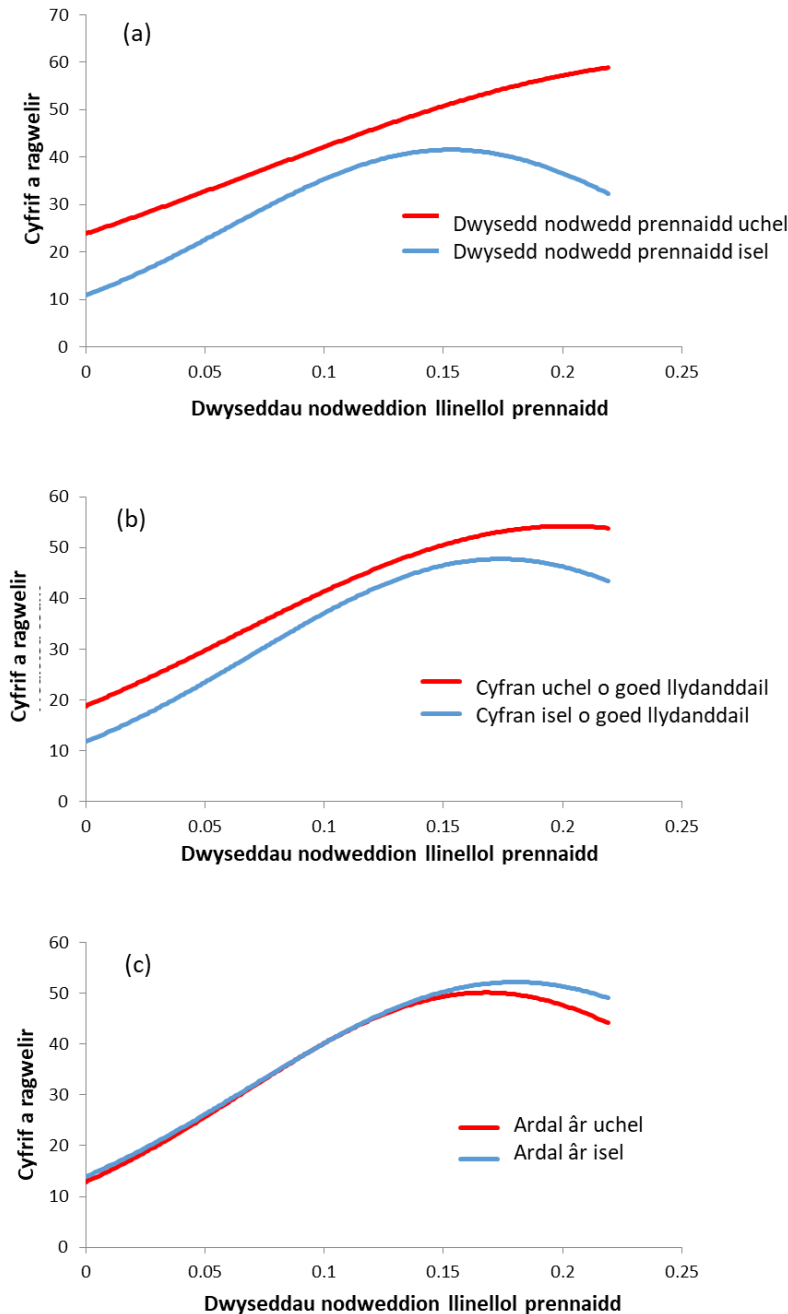 (a)
70
60
50
40
30
20
10
0
Cyfrif a ragwelir
Dwysedd nodwedd prennaidd uchel
Dwysedd nodwedd prennaidd isel
0 0.05 0.1 0.15 0.2 0.25
Dwyseddau nodweddion llinellol prennaidd
(b)
60
50
40
30
20
10
0
Cyfrif a ragwelir
Cyfran uchel o goed llydanddail
Cyfran isel o goed llydanddail
0 0.05 0.1 0.15 0.2 0.25
Dwyseddau nodweddion llinellol prennaidd
(c)
60
50
40
30
20
10
0
Cyfrif a ragwelir
Ardal âr uchel
Ardal âr isel
0 0.05 0.1 0.15 0.2 0.25
Dwyseddau nodweddion llinellol prennaidd